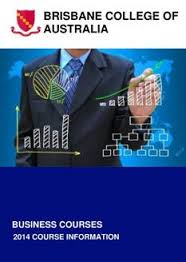 BRISBANE COLLEGE OF
AUSTRALIA
BUSINESS COURSES
2014 COURSE INFORMATION